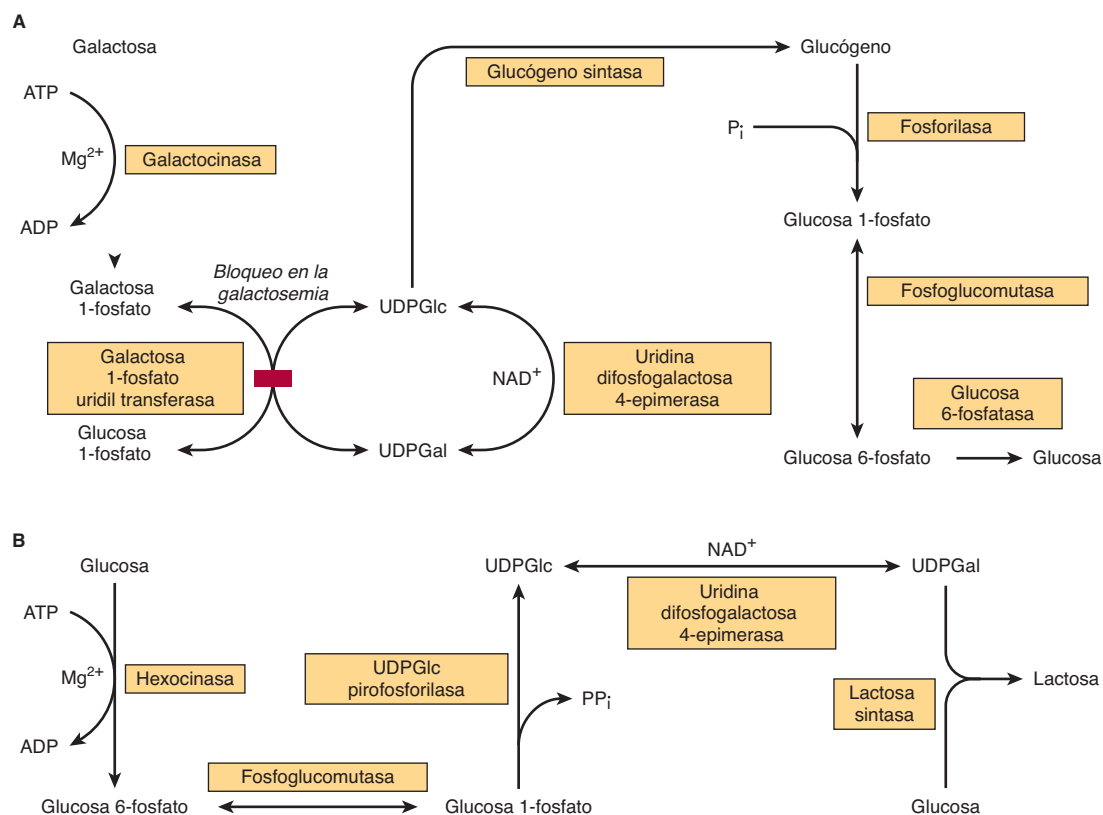 A
Galactosa
ATP
Mg2+
Galactocinasa
ADP
Galactosa
1-fosfato
Bloqueo en la
galactosemia
Galactosa
1-fosfato
uridil transferasa
Glucosa
1-fosfato
UDPGlc
NAD+
UDPGal
Uridina
difosfogalactosa
4-epimerasa
Glucógeno sintasa
Glucógeno
Pi
Fosforilasa
Glucosa 1-fosfato
Fosfoglucomutasa
Glucosa
6-fosfatasa
Glucosa 6-fosfato
Glucosa
B
Glucosa
ATP
Mg2+
Hexocinasa
ADP
Glucosa 6-fosfato
Fosfoglucomutasa
Glucosa 1-fosfato
UDPGlc
pirofosforilasa
PPi
UDPGlc
NAD+
Uridina
difosfogalactosa
4-epimerasa
UDPGal
Lactosa
sintasa
Lactosa
Glucosa